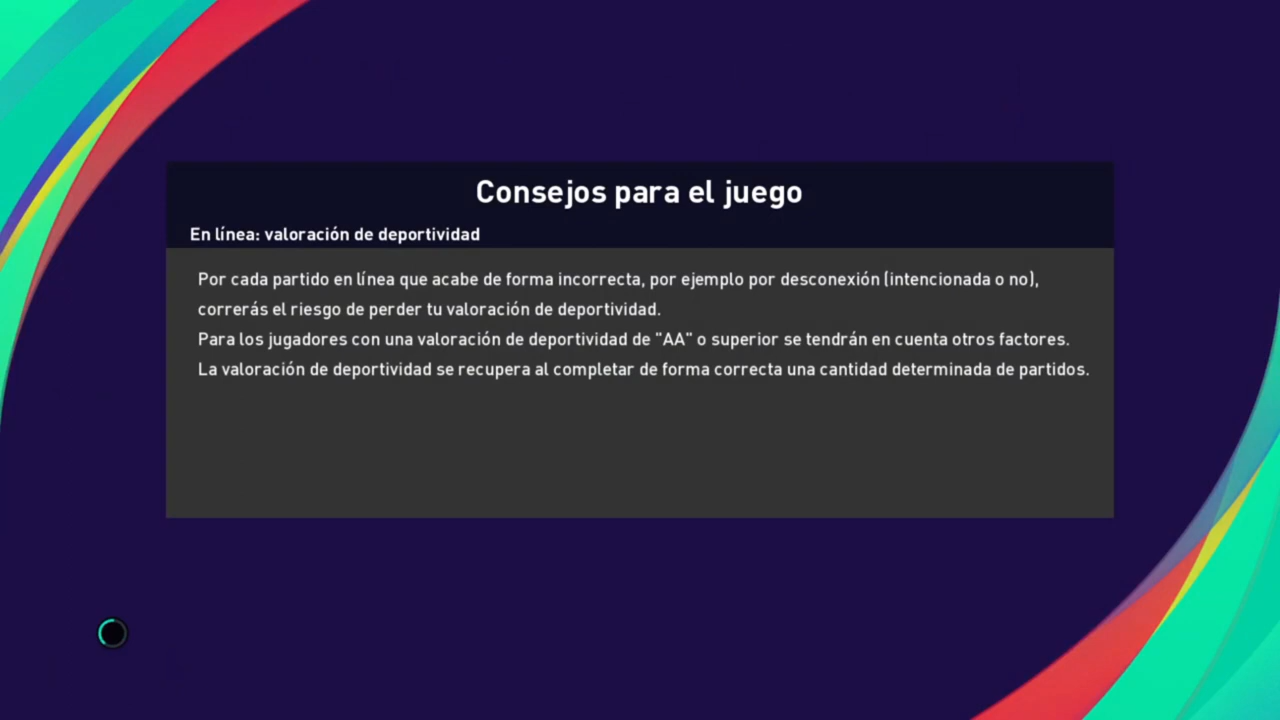 Consejos para el juego
En línea: valoración de deportividad
Por cada partido en línea que acabe de forma incorrecta, por ejemplo por desconexión (intencionada o no),
correrás el riesgo de perder tu valoración de deportividad.
Para los jugadores con una valoración de deportividad de "AA" o superior se tendrán en cuenta otros factores.
La valoración de deportividad se recupera al completar de forma correcta una cantidad determinada de partidos.